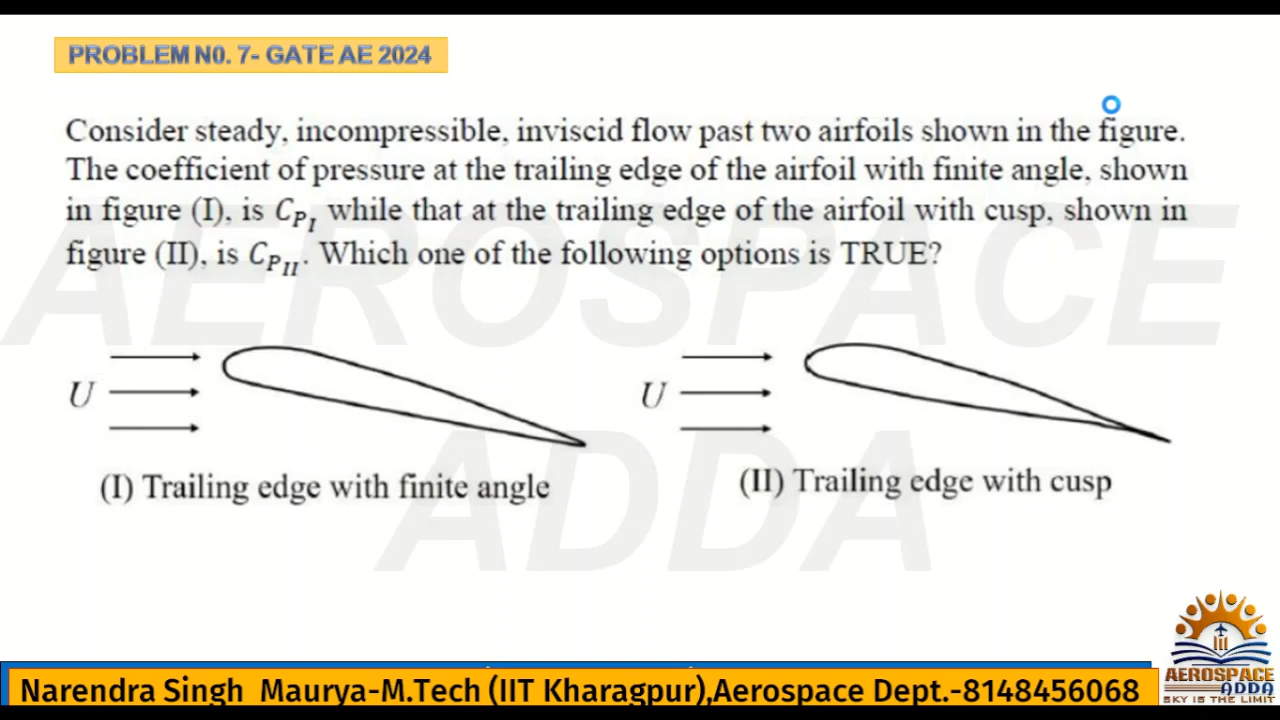 PROBLEM N0. 7- GATE AE 2024
Consider steady, incompressible, inviscid flow past two airfoils shown in the figure.
The coefficient of pressure at the trailing edge of the airfoil with finite angle, shown
in figure (I), is C_{P_I} while that at the trailing edge of the airfoil with cusp, shown in
figure (II), is C_{P_{II}}. Which one of the following options is TRUE?
AEROSPACE
ADDA
U
U
(I) Trailing edge with finite angle
(II) Trailing edge with cusp
AEROSPACE
ADDA
SKY IS THE LIMIT
Narendra Singh Maurya-M.Tech (IIT Kharagpur),Aerospace Dept.-8148456068